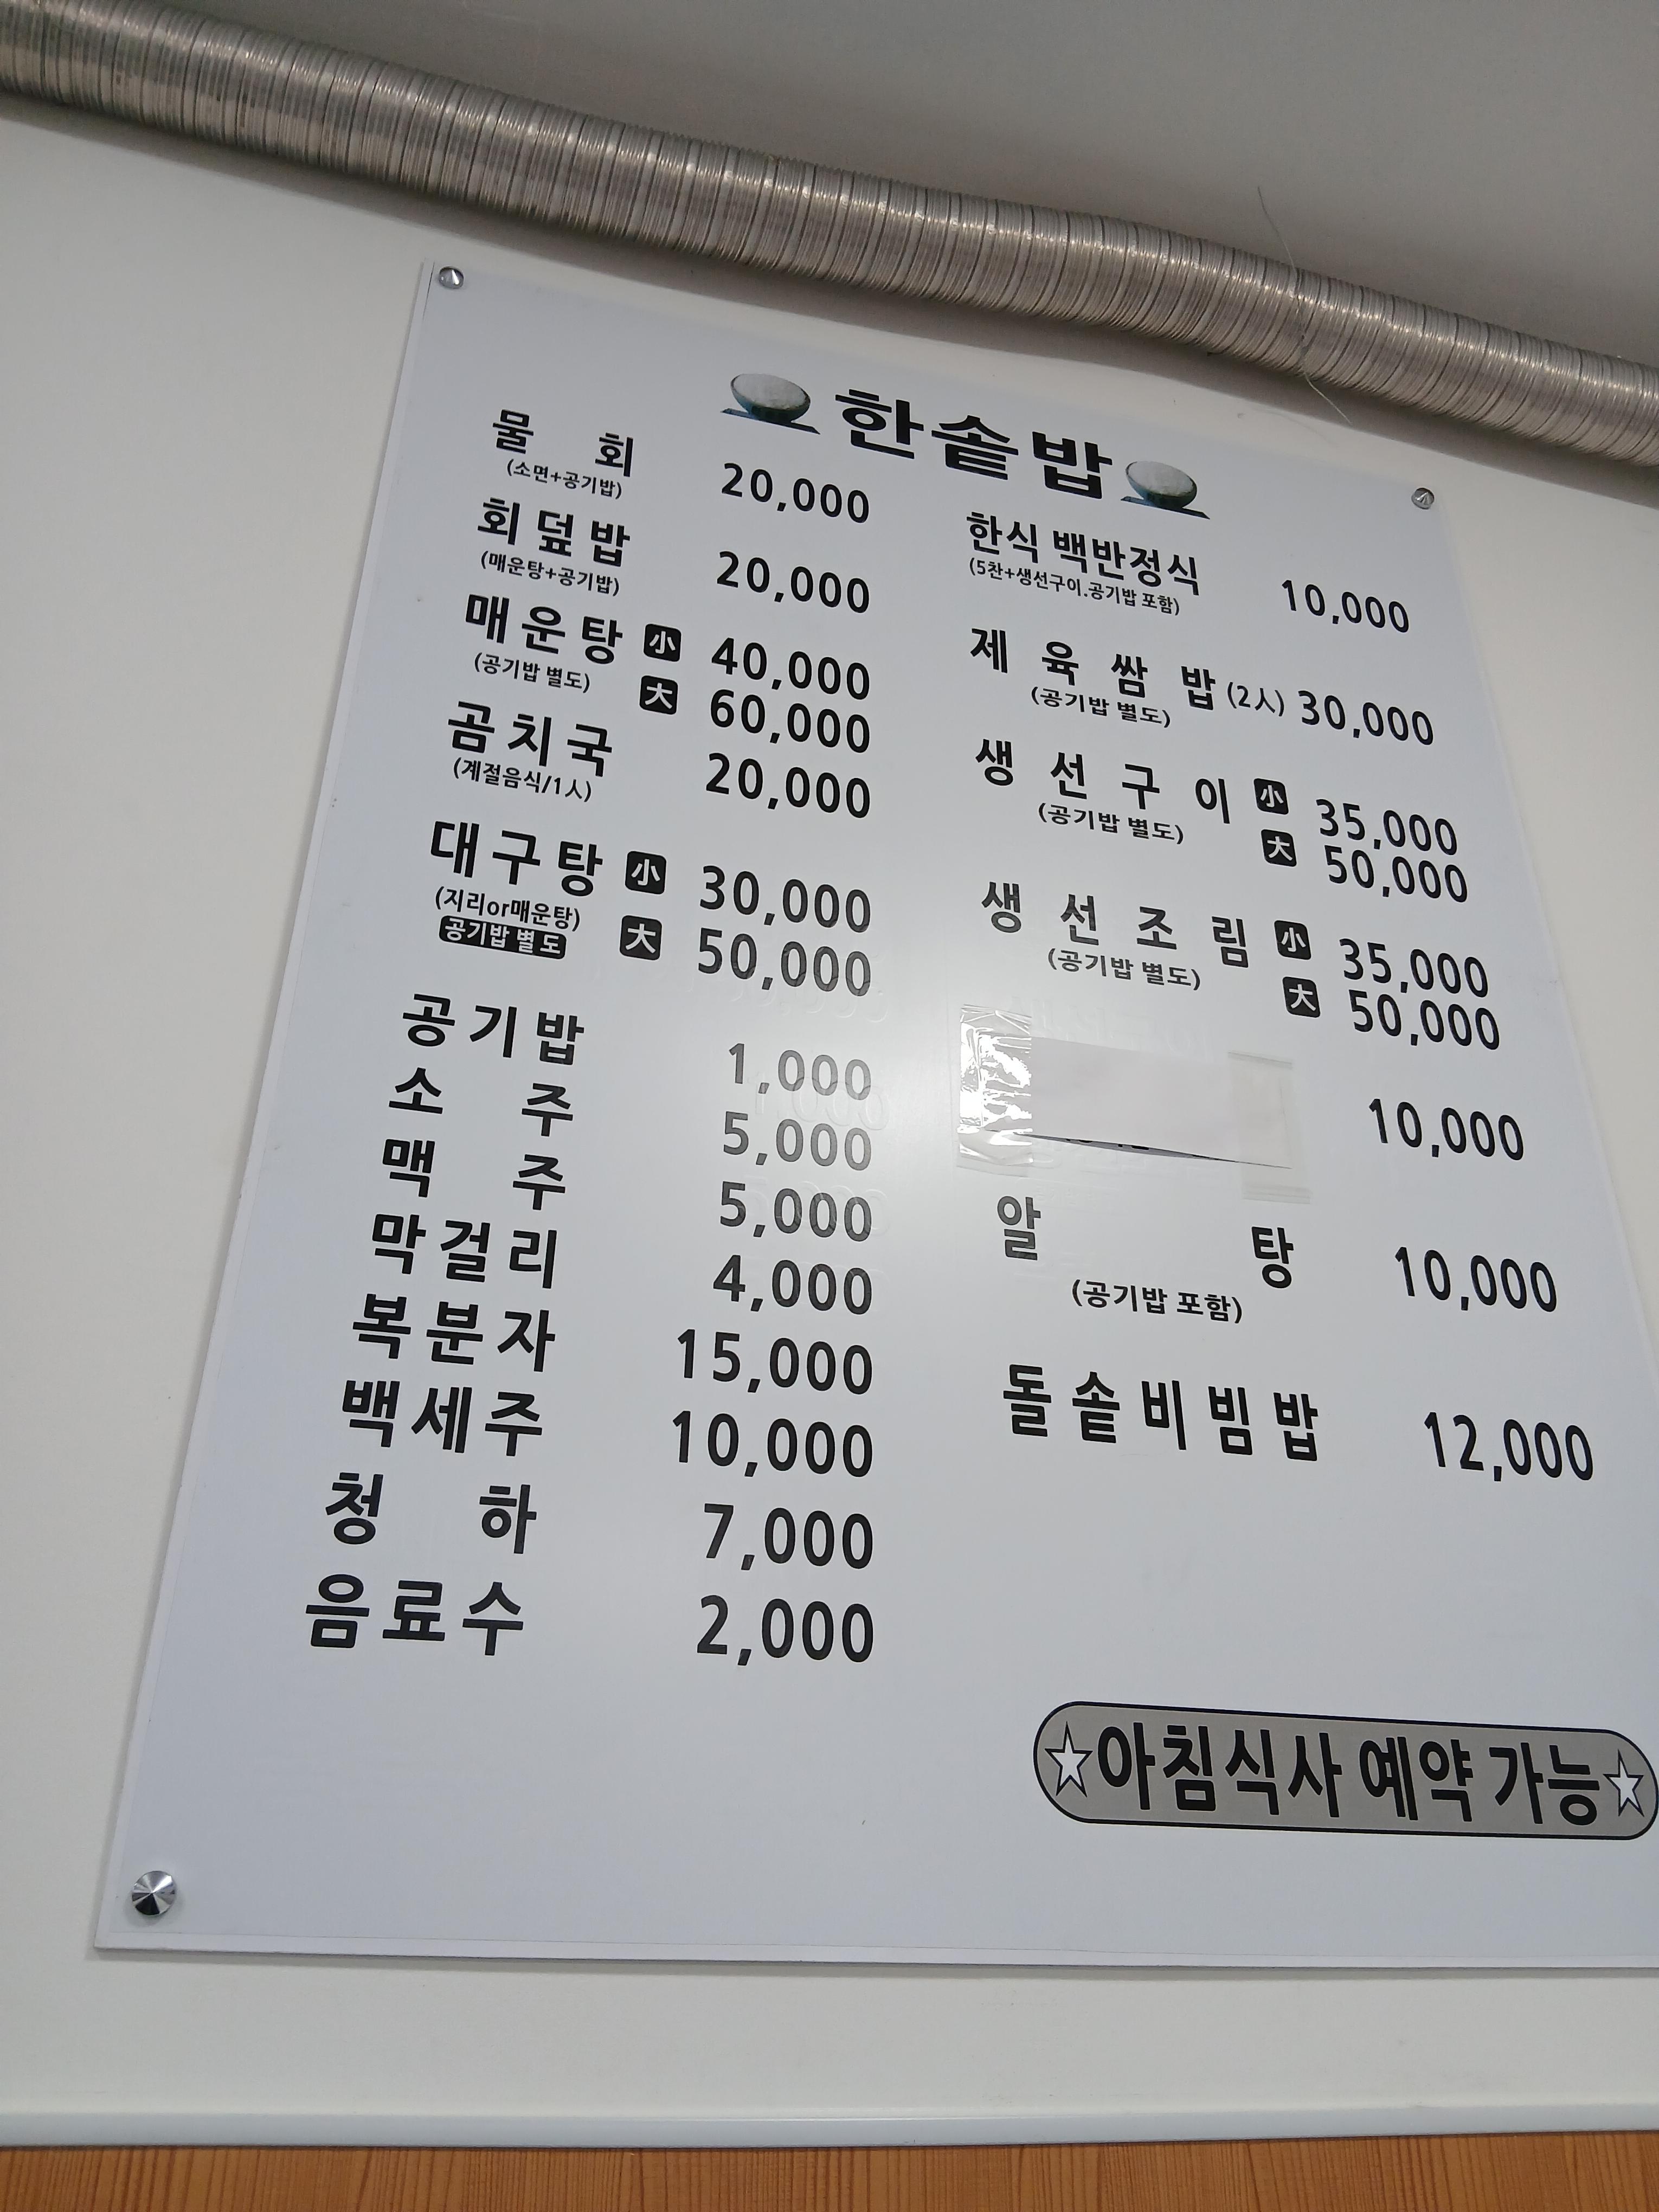 한솥밥
물 회 20,000
(소면+공기밥)
회덮밥 20,000
(매운탕+공기밥)
매운탕 小 40,000
(공기밥 별도) 大 60,000
곰치국 20,000
(계절음식/1人)
대구탕 小 30,000
(지리or매운탕) 大 50,000
공기밥 별도
공기밥 1,000
소 주 5,000
맥 주 5,000
막걸리 4,000
복분자 15,000
백세주 10,000
청 하 7,000
음료수 2,000
한식 백반정식 10,000
(5찬+생선구이.공기밥 포함)
제육쌈밥 (2人) 30,000
(공기밥 별도)
생선구이 小 35,000
(공기밥 별도) 大 50,000
생선조림 小 35,000
(공기밥 별도) 大 50,000
10,000
알 탕 10,000
(공기밥 포함)
돌솥비빔밥 12,000
☆아침식사 예약 가능☆